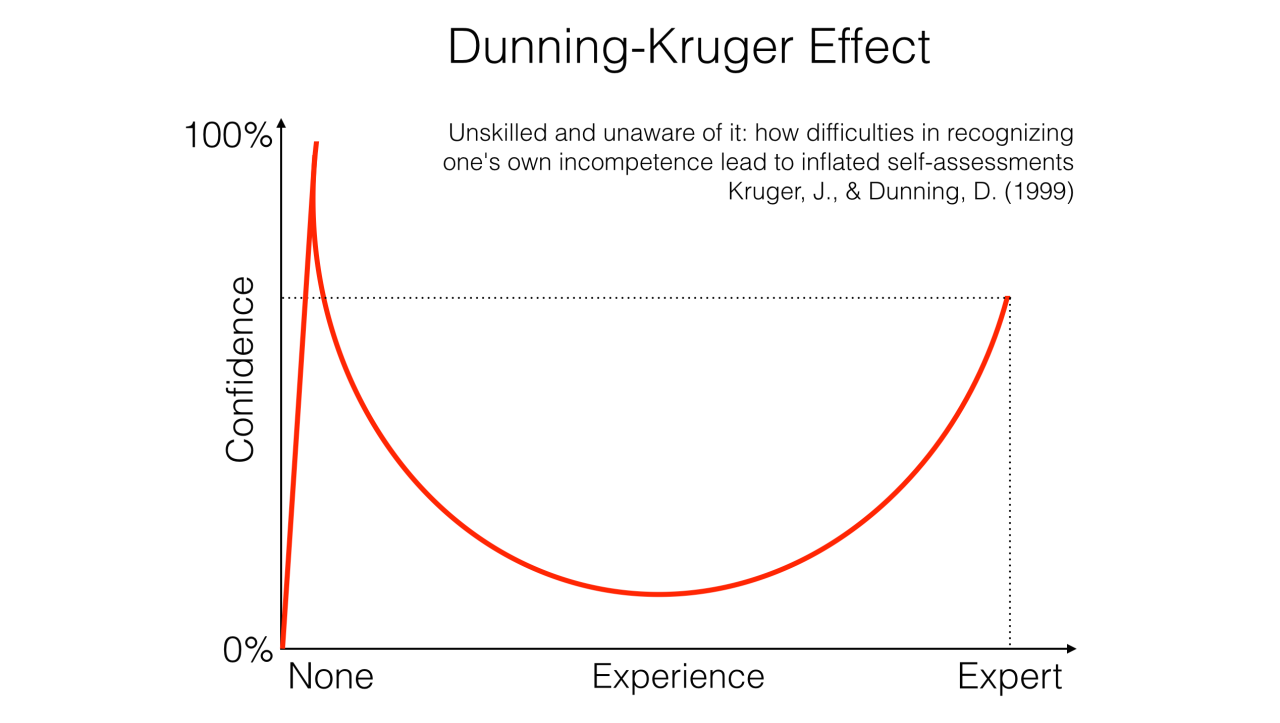 Dunning-Kruger Effect
Unskilled and unaware of it: how difficulties in recognizing
one's own incompetence lead to inflated self-assessments
Kruger, J., & Dunning, D. (1999)
100%
Confidence
0%
None
Experience
Expert